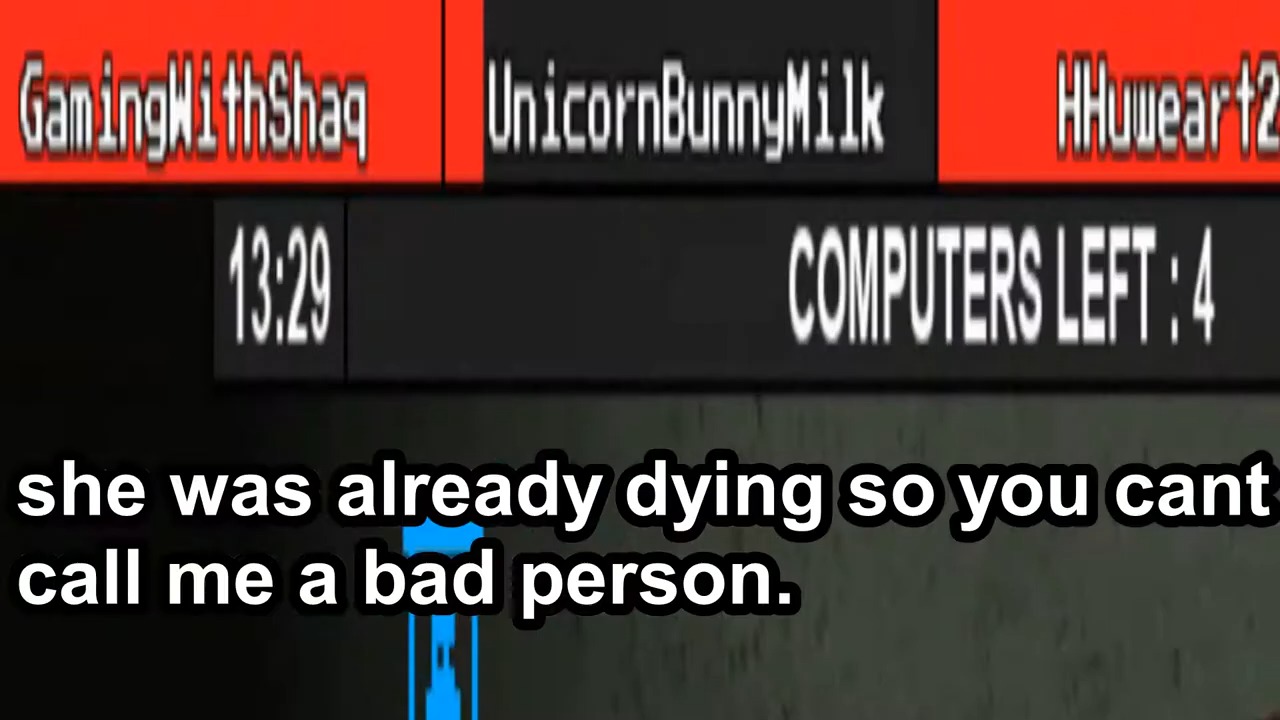 GamingWithShaq UnicornBunnyMilk HHuweart2
13:29 COMPUTERS LEFT : 4
she was already dying so you cant
call me a bad person.